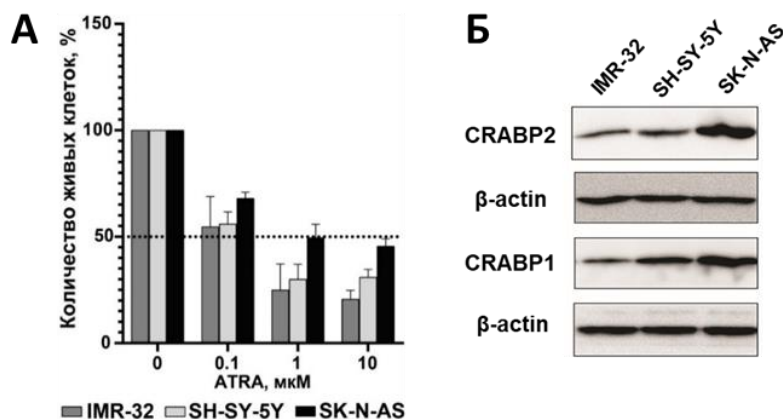 А
Количество живых клеток, %
150
100
50
0
0 0.1 1 10
ATRA, мкМ
IMR-32 SH-SY-5Y SK-N-AS
Б
IMR-32 SH-SY-5Y SK-N-AS
CRABP2
β-actin
CRABP1
β-actin